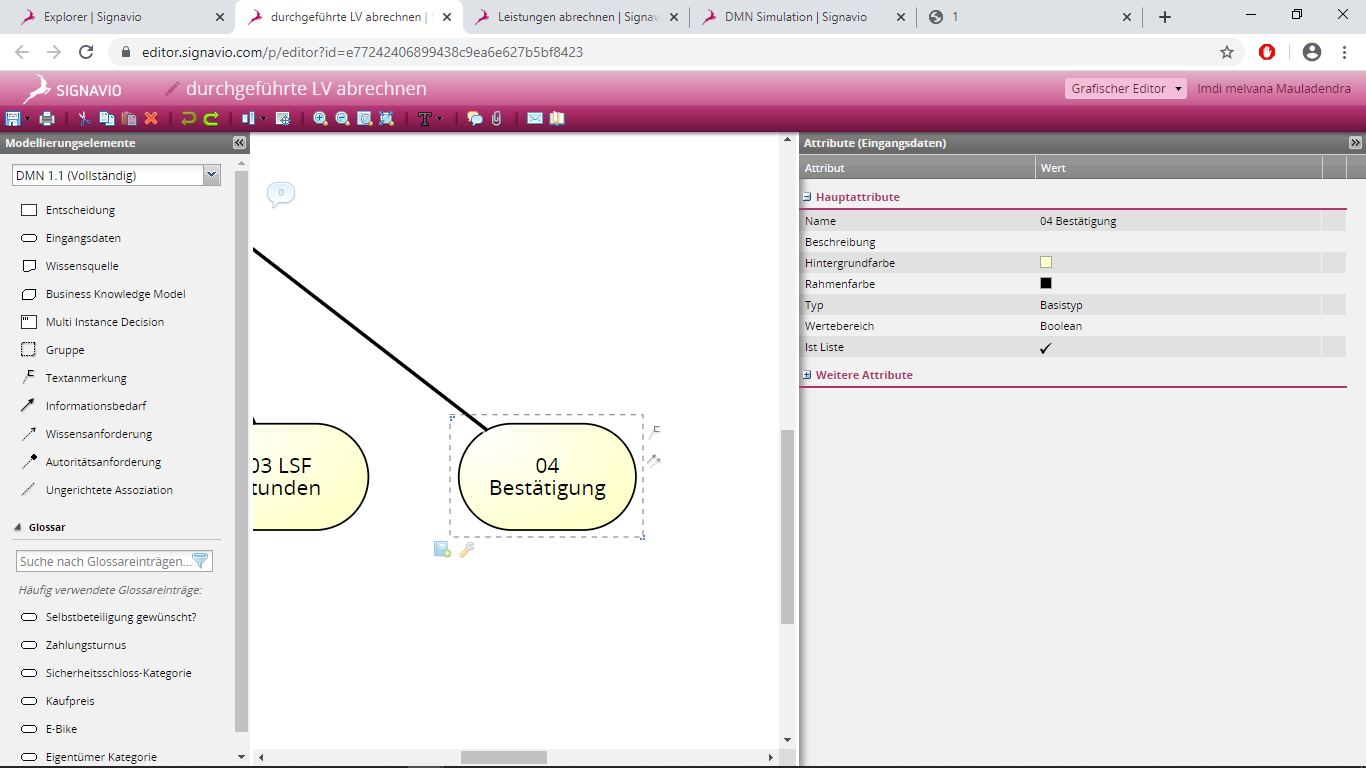 Explorer | Signavio
durchgeführte LV abrechnen |
Leistungen abrechnen | Signav
DMN Simulation | Signavio
1
editor.signavio.com/p/editor?id=e77242406899438c9ea6e627b5bf8423
SIGNAVIO
durchgeführte LV abrechnen
Grafischer Editor
Imdi melvana Mauladendra
Modellierungselemente
DMN 1.1 (Vollständig)
Entscheidung
Eingangsdaten
Wissensquelle
Business Knowledge Model
Multi Instance Decision
Gruppe
Textanmerkung
Informationsbedarf
Wissensanforderung
Autoritätsanforderung
Ungerichtete Assoziation
Glossar
Suche nach Glossareinträgen...
Häufig verwendete Glossareinträge:
Selbstbeteiligung gewünscht?
Zahlungsturnus
Sicherheitsschloss-Kategorie
Kaufpreis
E-Bike
Eigentümer Kategorie
0
03 LSF
tunden
04
Bestätigung
Attribute (Eingangsdaten)
Attribut Wert
Hauptattribute
Name 04 Bestätigung
Beschreibung
Hintergrundfarbe
Rahmenfarbe
Typ Basistyp
Wertebereich Boolean
Ist Liste ✓
Weitere Attribute